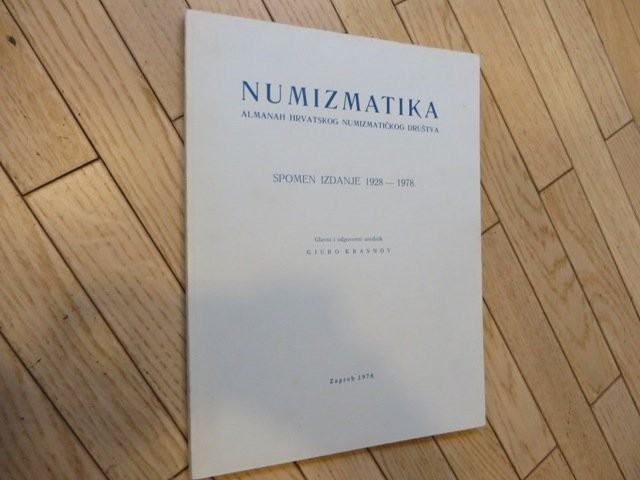 NUMIZMATIKA
ALMANAH HRVATSKOG NUMIZMATIČKOG DRUŠTVA
SPOMEN IZDANJE 1928 — 1978.
Glavni i odgovorni urednik
GJURO KRASNOV
Zagreb 1978.